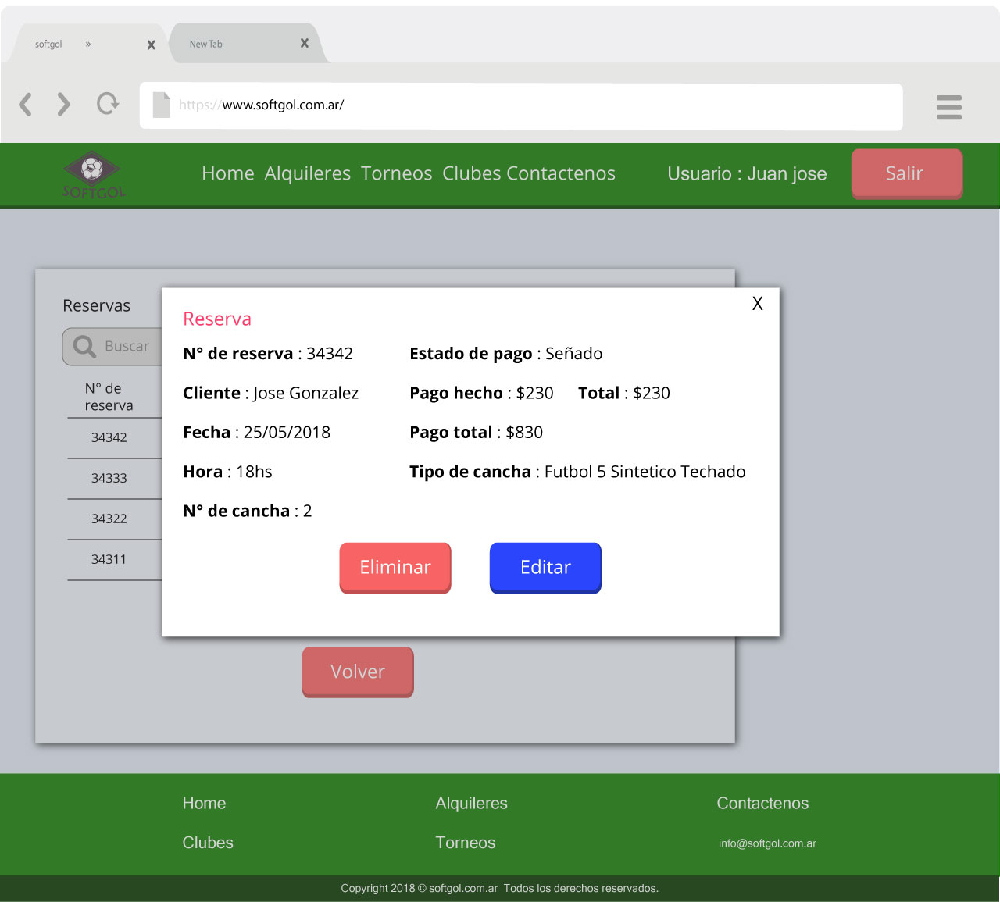 softgol » X New Tab X
https://www.softgol.com.ar/
SOFTGOL Home Alquileres Torneos Clubes Contactenos Usuario : Juan jose Salir
Reservas
Buscar
N° de
reserva
34342
34333
34322
34311
X
Reserva
N° de reserva : 34342 Estado de pago : Señado
Cliente : Jose Gonzalez Pago hecho : $230 Total : $230
Fecha : 25/05/2018 Pago total : $830
Hora : 18hs Tipo de cancha : Futbol 5 Sintetico Techado
N° de cancha : 2
Eliminar Editar
Volver
Home Alquileres Contactenos
Clubes Torneos info@softgol.com.ar
Copyright 2018 © softgol.com.ar Todos los derechos reservados.